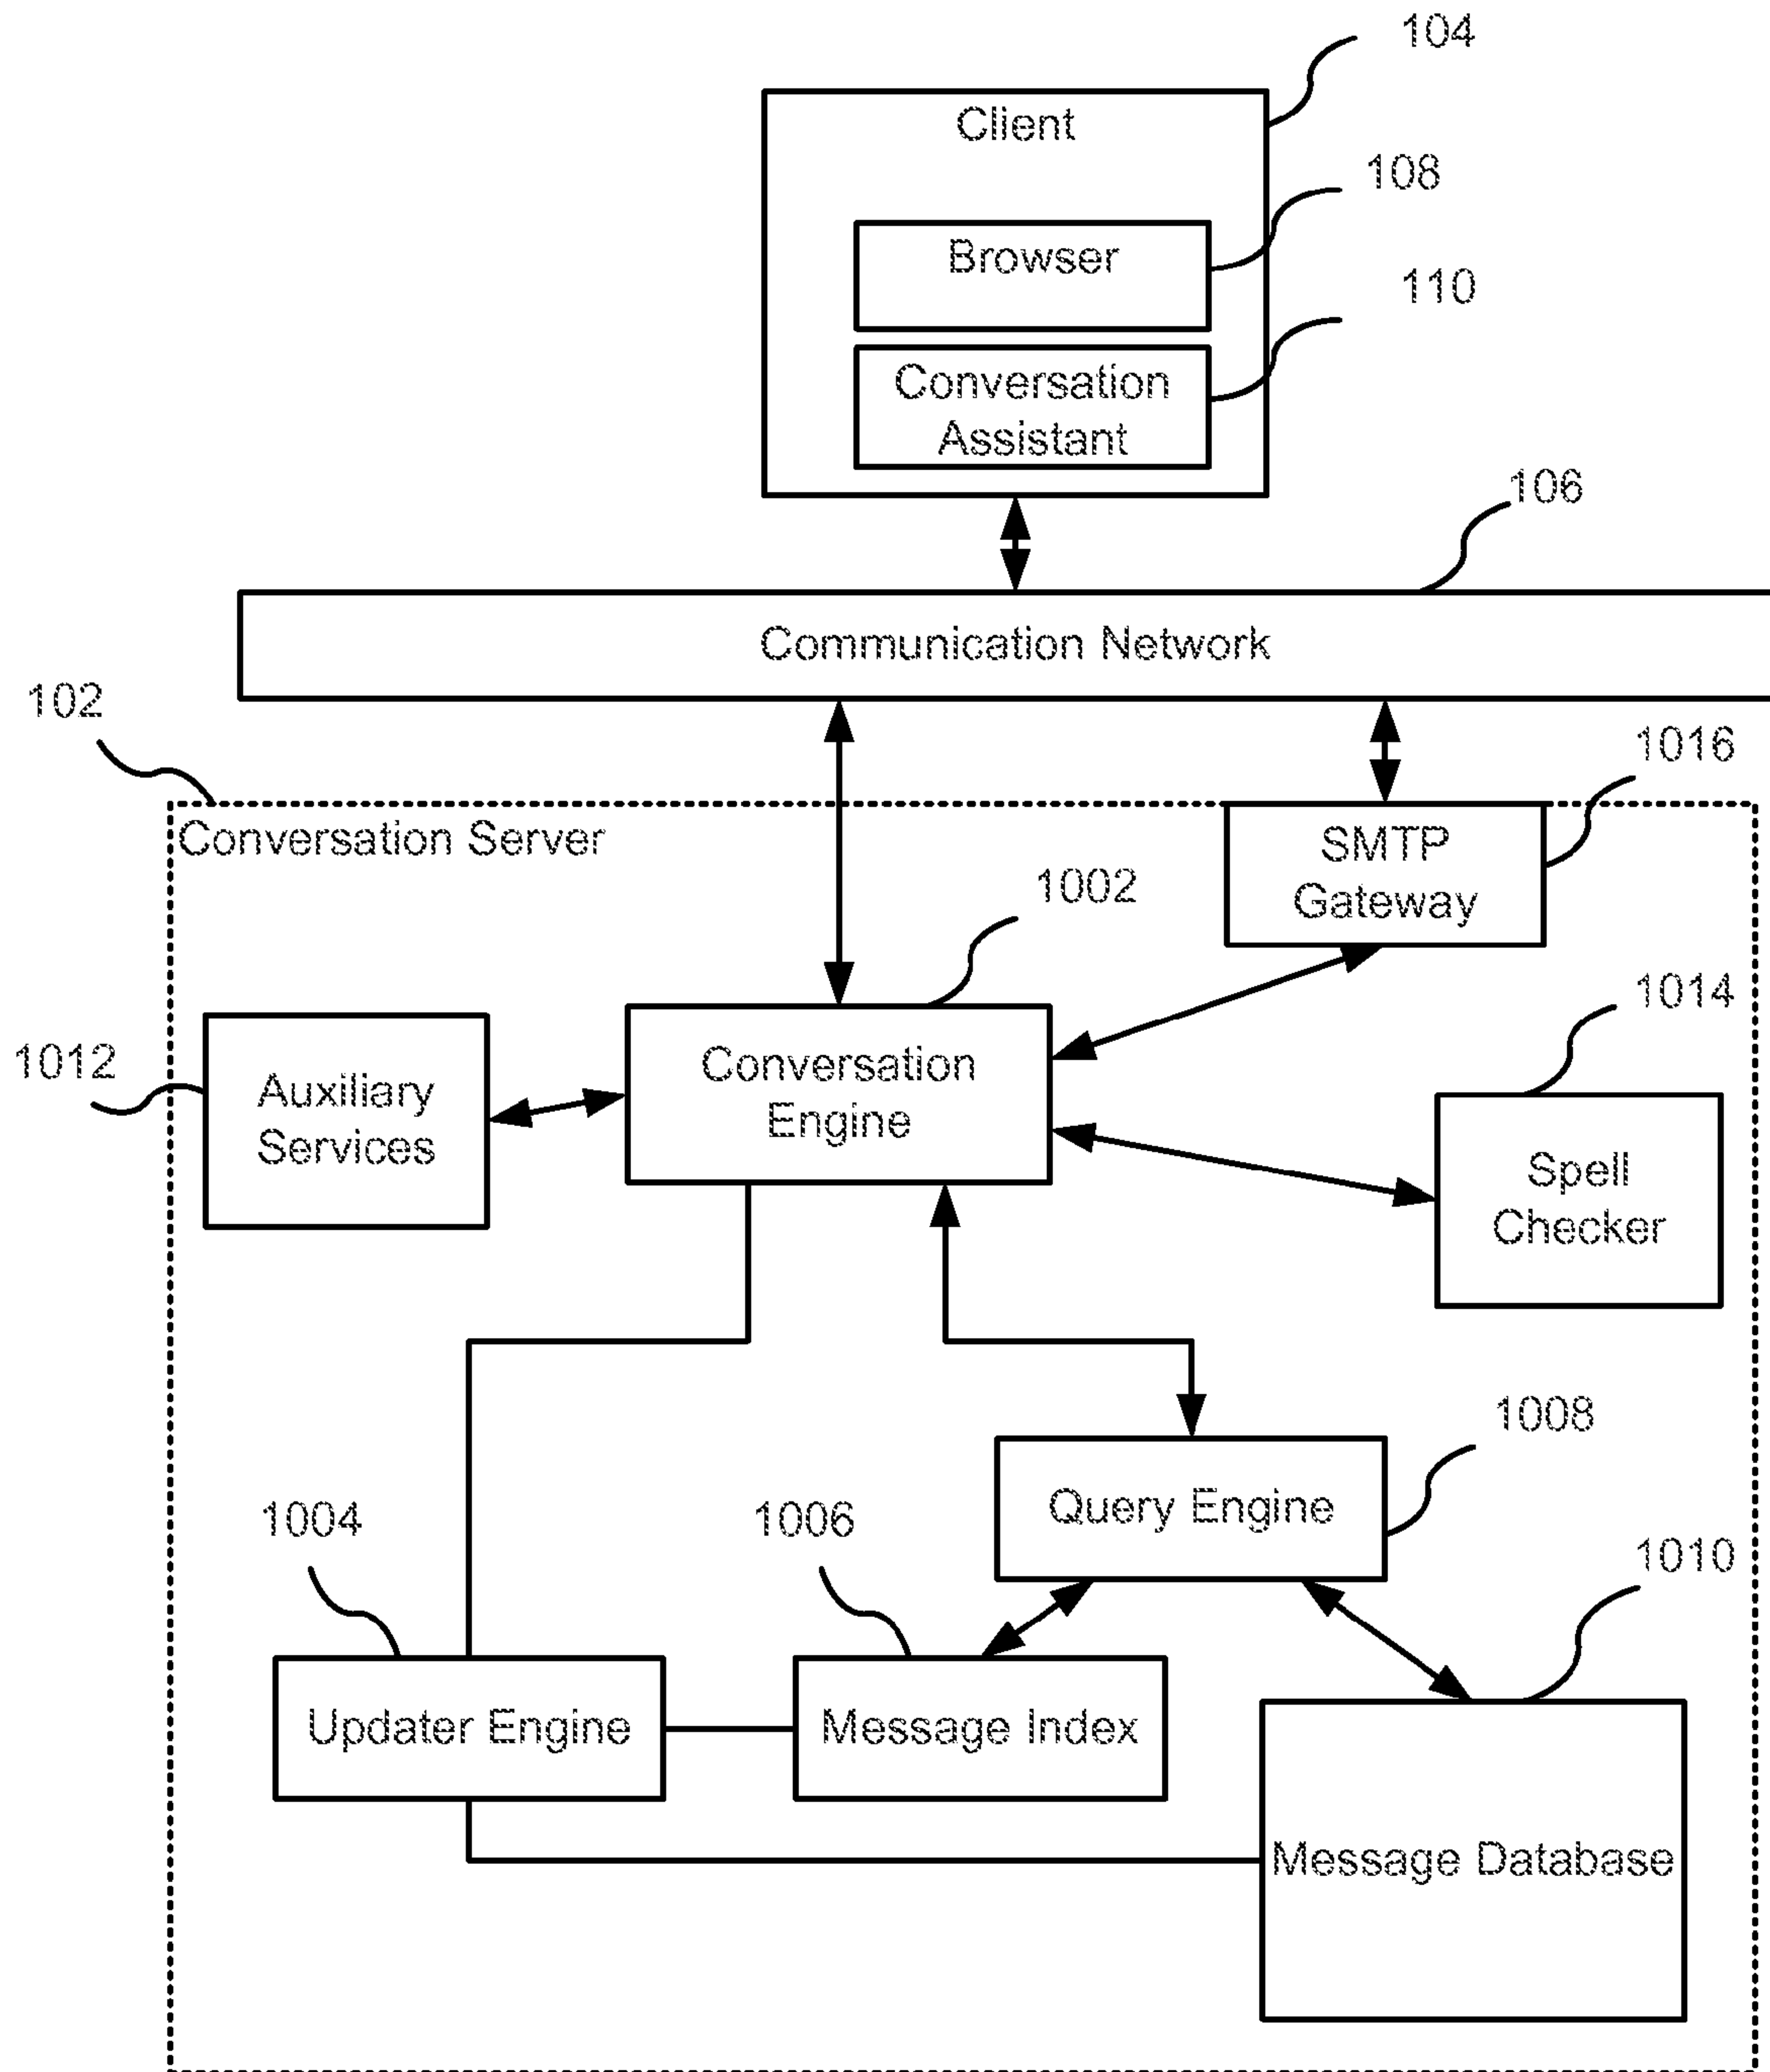 104
Client
108
Browser
110
Conversation
Assistant
106
Communication Network
102
1016
Conversation Server
SMTP
Gateway
1002
1014
1012
Auxiliary
Services
Conversation
Engine
Spell
Checker
1008
1004
1006
Query Engine
1010
Updater Engine
Message Index
Message Database